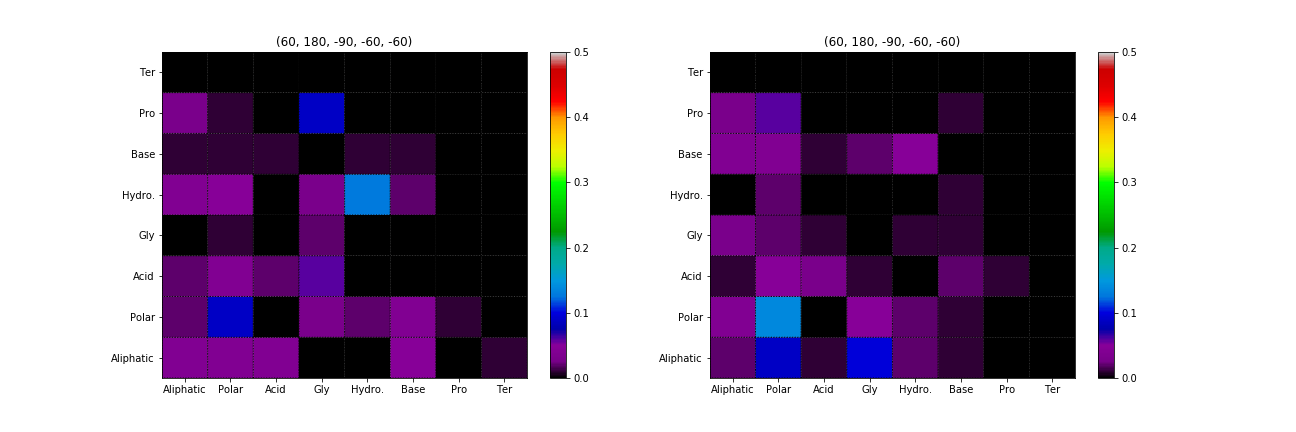 (60, 180, -90, -60, -60)
Ter
Pro
Base
Hydro.
Gly
Acid
Polar
Aliphatic
Aliphatic Polar Acid Gly Hydro. Base Pro Ter
0.5
0.4
0.3
0.2
0.1
0.0
(60, 180, -90, -60, -60)
Ter
Pro
Base
Hydro.
Gly
Acid
Polar
Aliphatic
Aliphatic Polar Acid Gly Hydro. Base Pro Ter
0.5
0.4
0.3
0.2
0.1
0.0